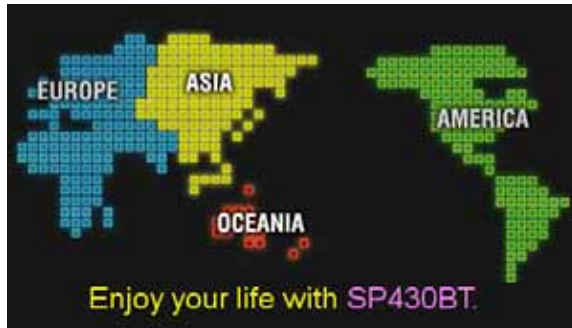 EUROPE
ASIA
AMERICA
OCEANIA
Enjoy your life with SP430BT.